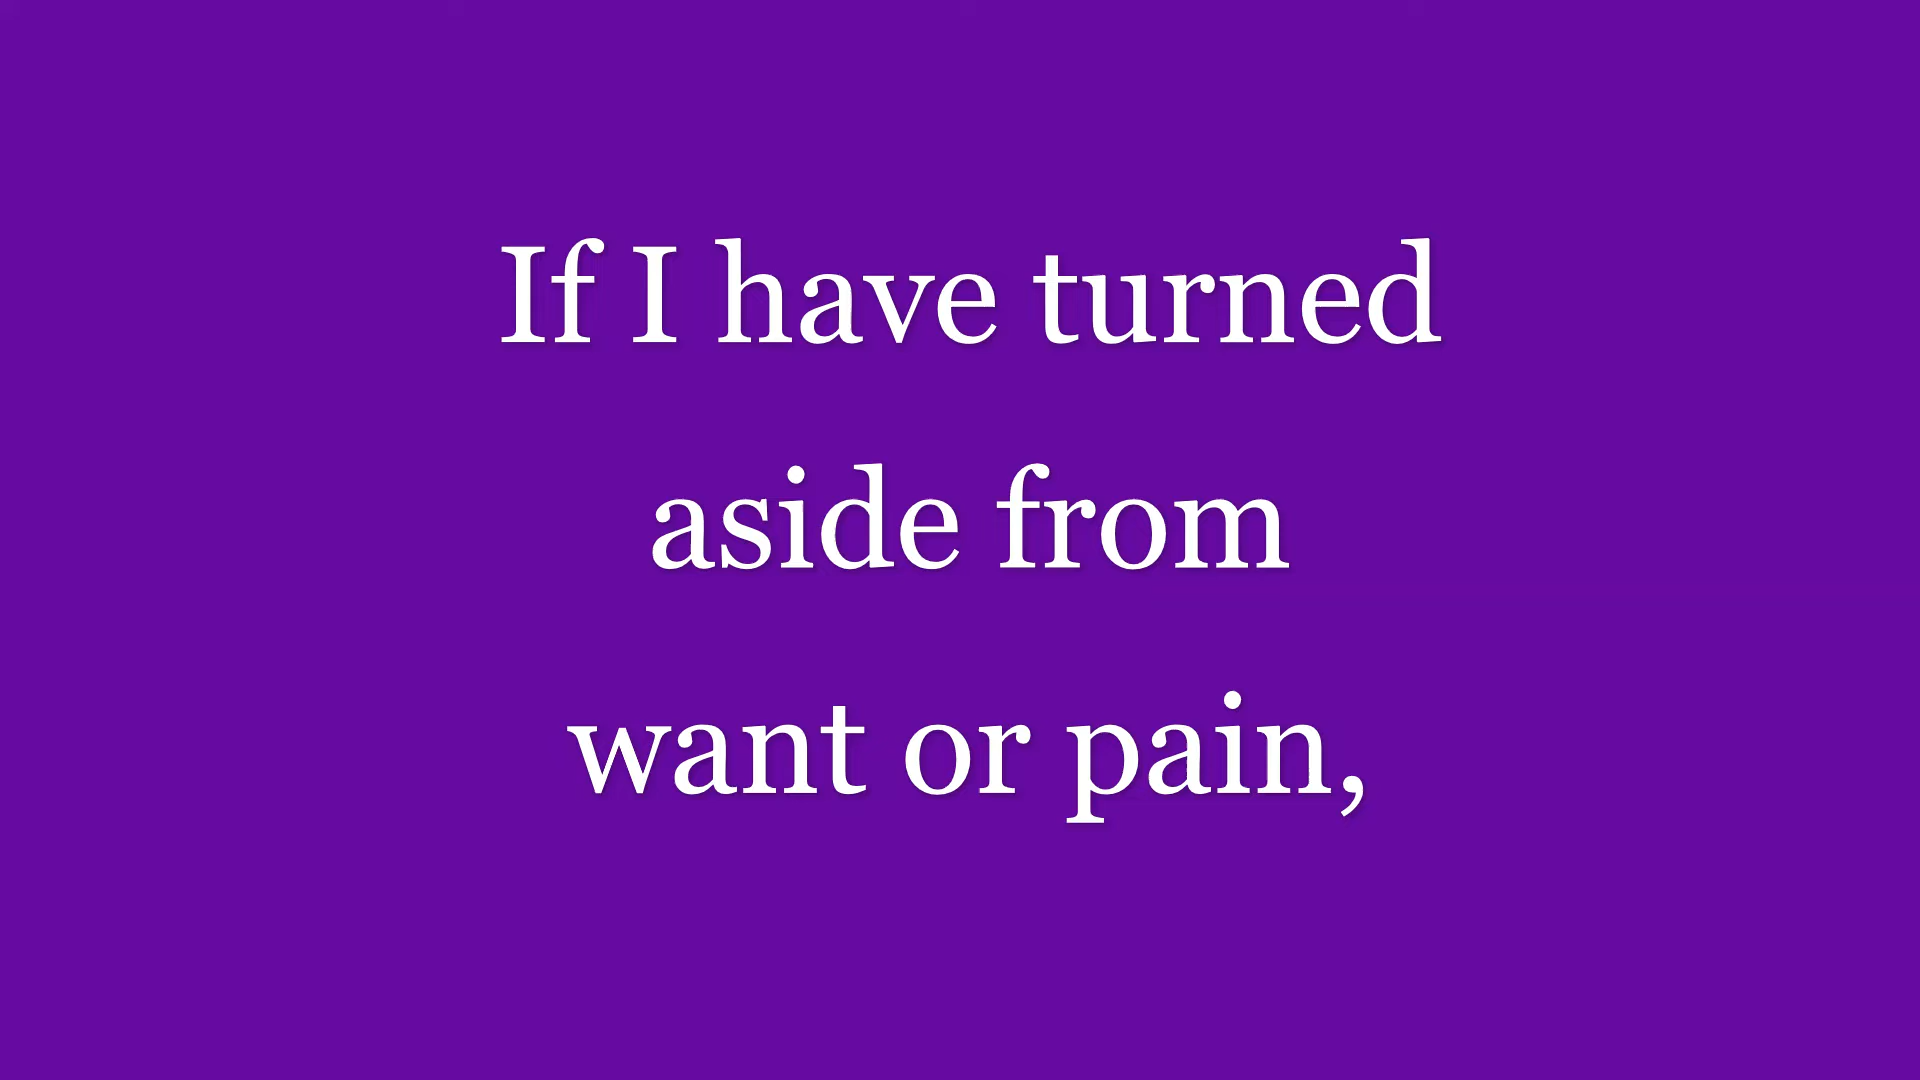 If I have turned
aside from
want or pain,